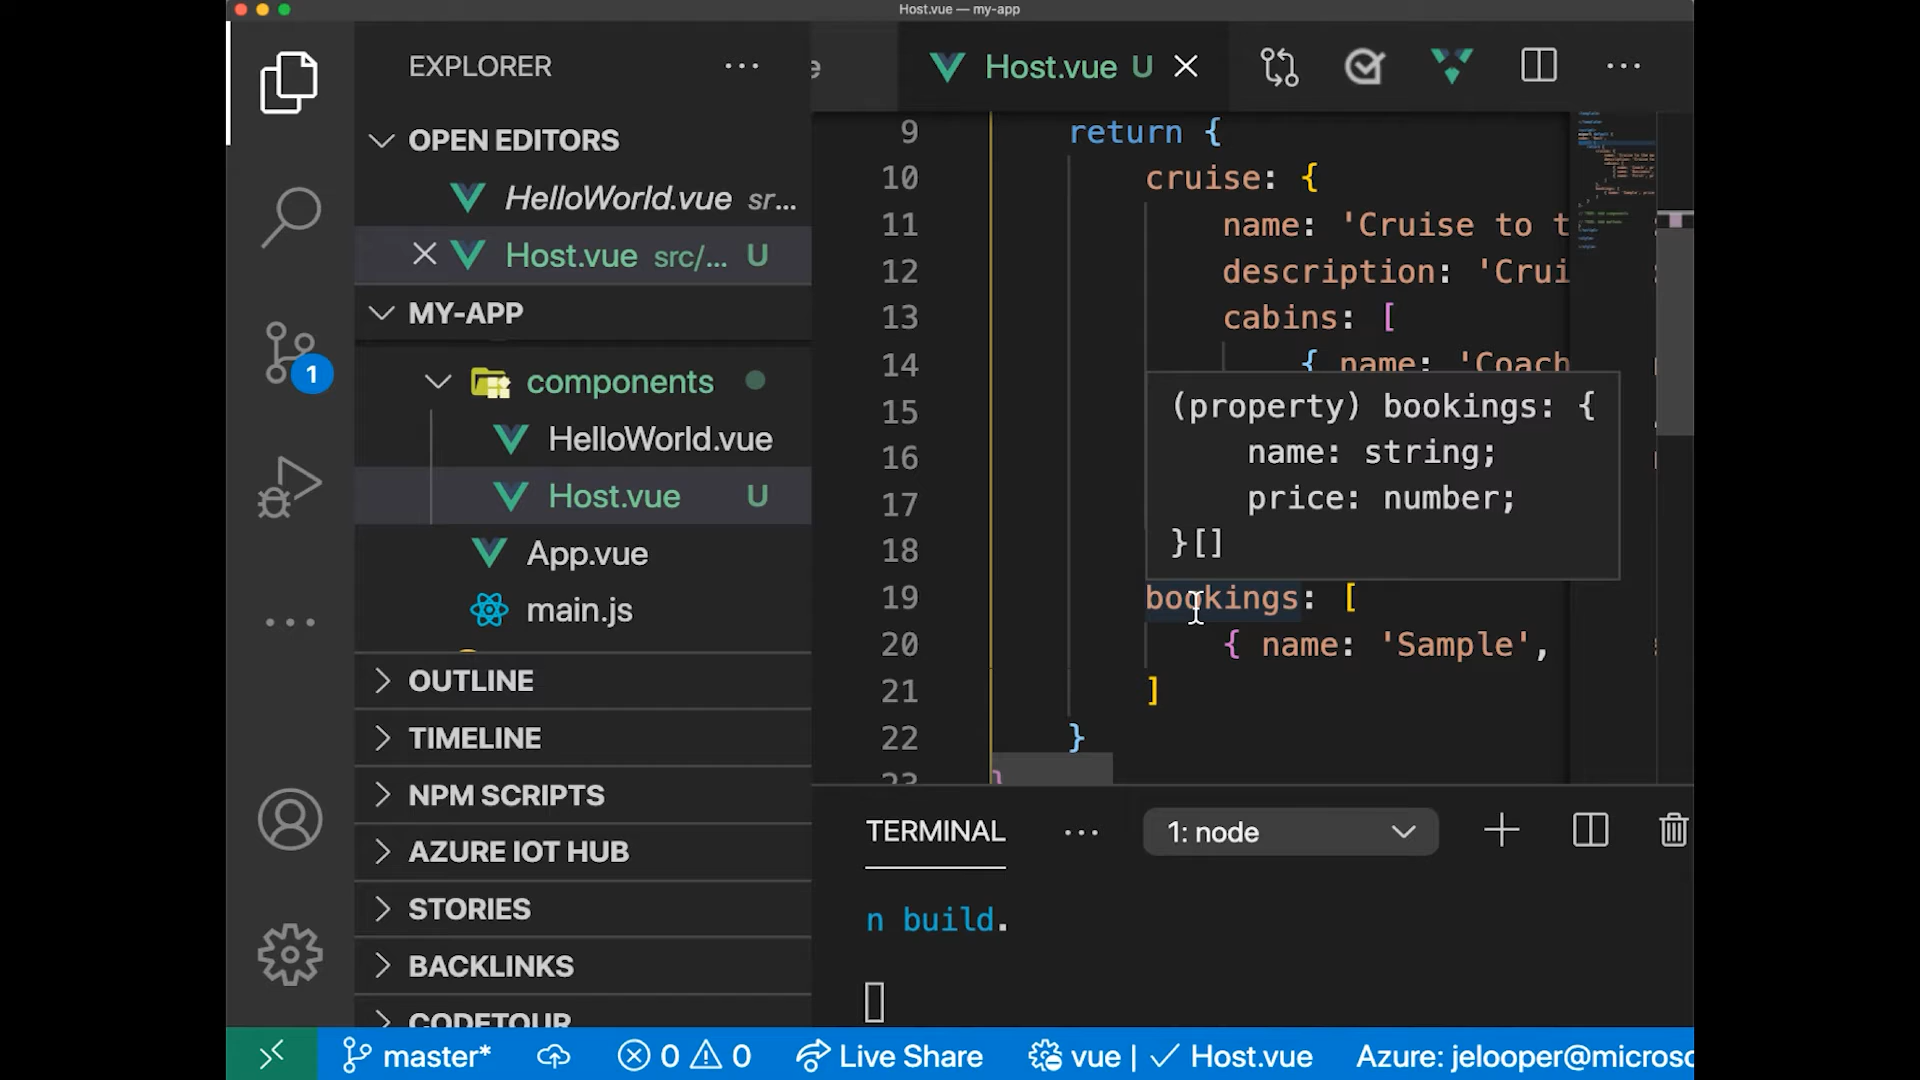 Host.vue — my-app
EXPLORER
OPEN EDITORS
HelloWorld.vue sr...
Host.vue src/... U
MY-APP
components
HelloWorld.vue
Host.vue U
App.vue
main.js
OUTLINE
TIMELINE
NPM SCRIPTS
AZURE IOT HUB
STORIES
BACKLINKS
CODETOUR
1
Host.vue U
9 return {
10 cruise: {
11 name: 'Cruise to t
12 description: 'Crui
13 cabins: [
14 { name: 'Coach
15
16
17
18
(property) bookings: {
name: string;
price: number;
}[]
19 bookings: [
20 { name: 'Sample',
21 ]
22 }
23 }
TERMINAL
1: node
n build.
master*
0 0
Live Share
vue | Host.vue
Azure: jelooper@microso